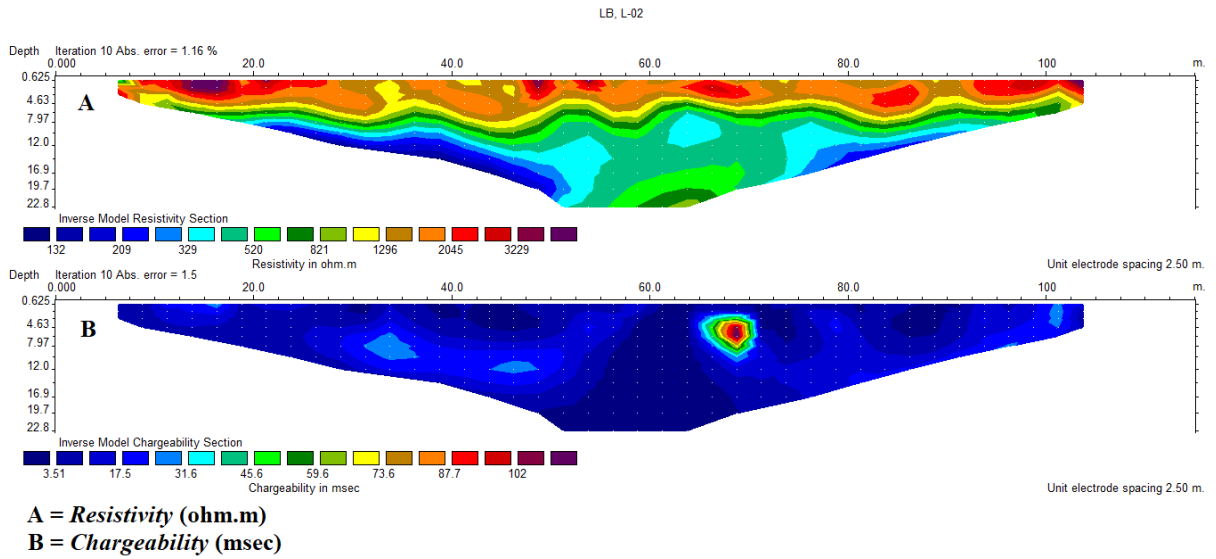 LB, L-02
Depth Iteration 10 Abs. error = 1.16 %
0.000 20.0 40.0 60.0 80.0 100 m.
0.625
4.63
7.97
12.0
16.9
19.7
22.8
A
Inverse Model Resistivity Section
132 209 329 520 821 1296 2045 3229
Resistivity in ohm.m
Unit electrode spacing 2.50 m.
Depth Iteration 10 Abs. error = 1.5
0.000 20.0 40.0 60.0 80.0 100 m.
0.625
4.63
7.97
12.0
16.9
19.7
22.8
B
Inverse Model Chargeability Section
3.51 17.5 31.6 45.6 59.6 73.6 87.7 102
Chargeability in msec
Unit electrode spacing 2.50 m.
A = Resistivity (ohm.m)
B = Chargeability (msec)